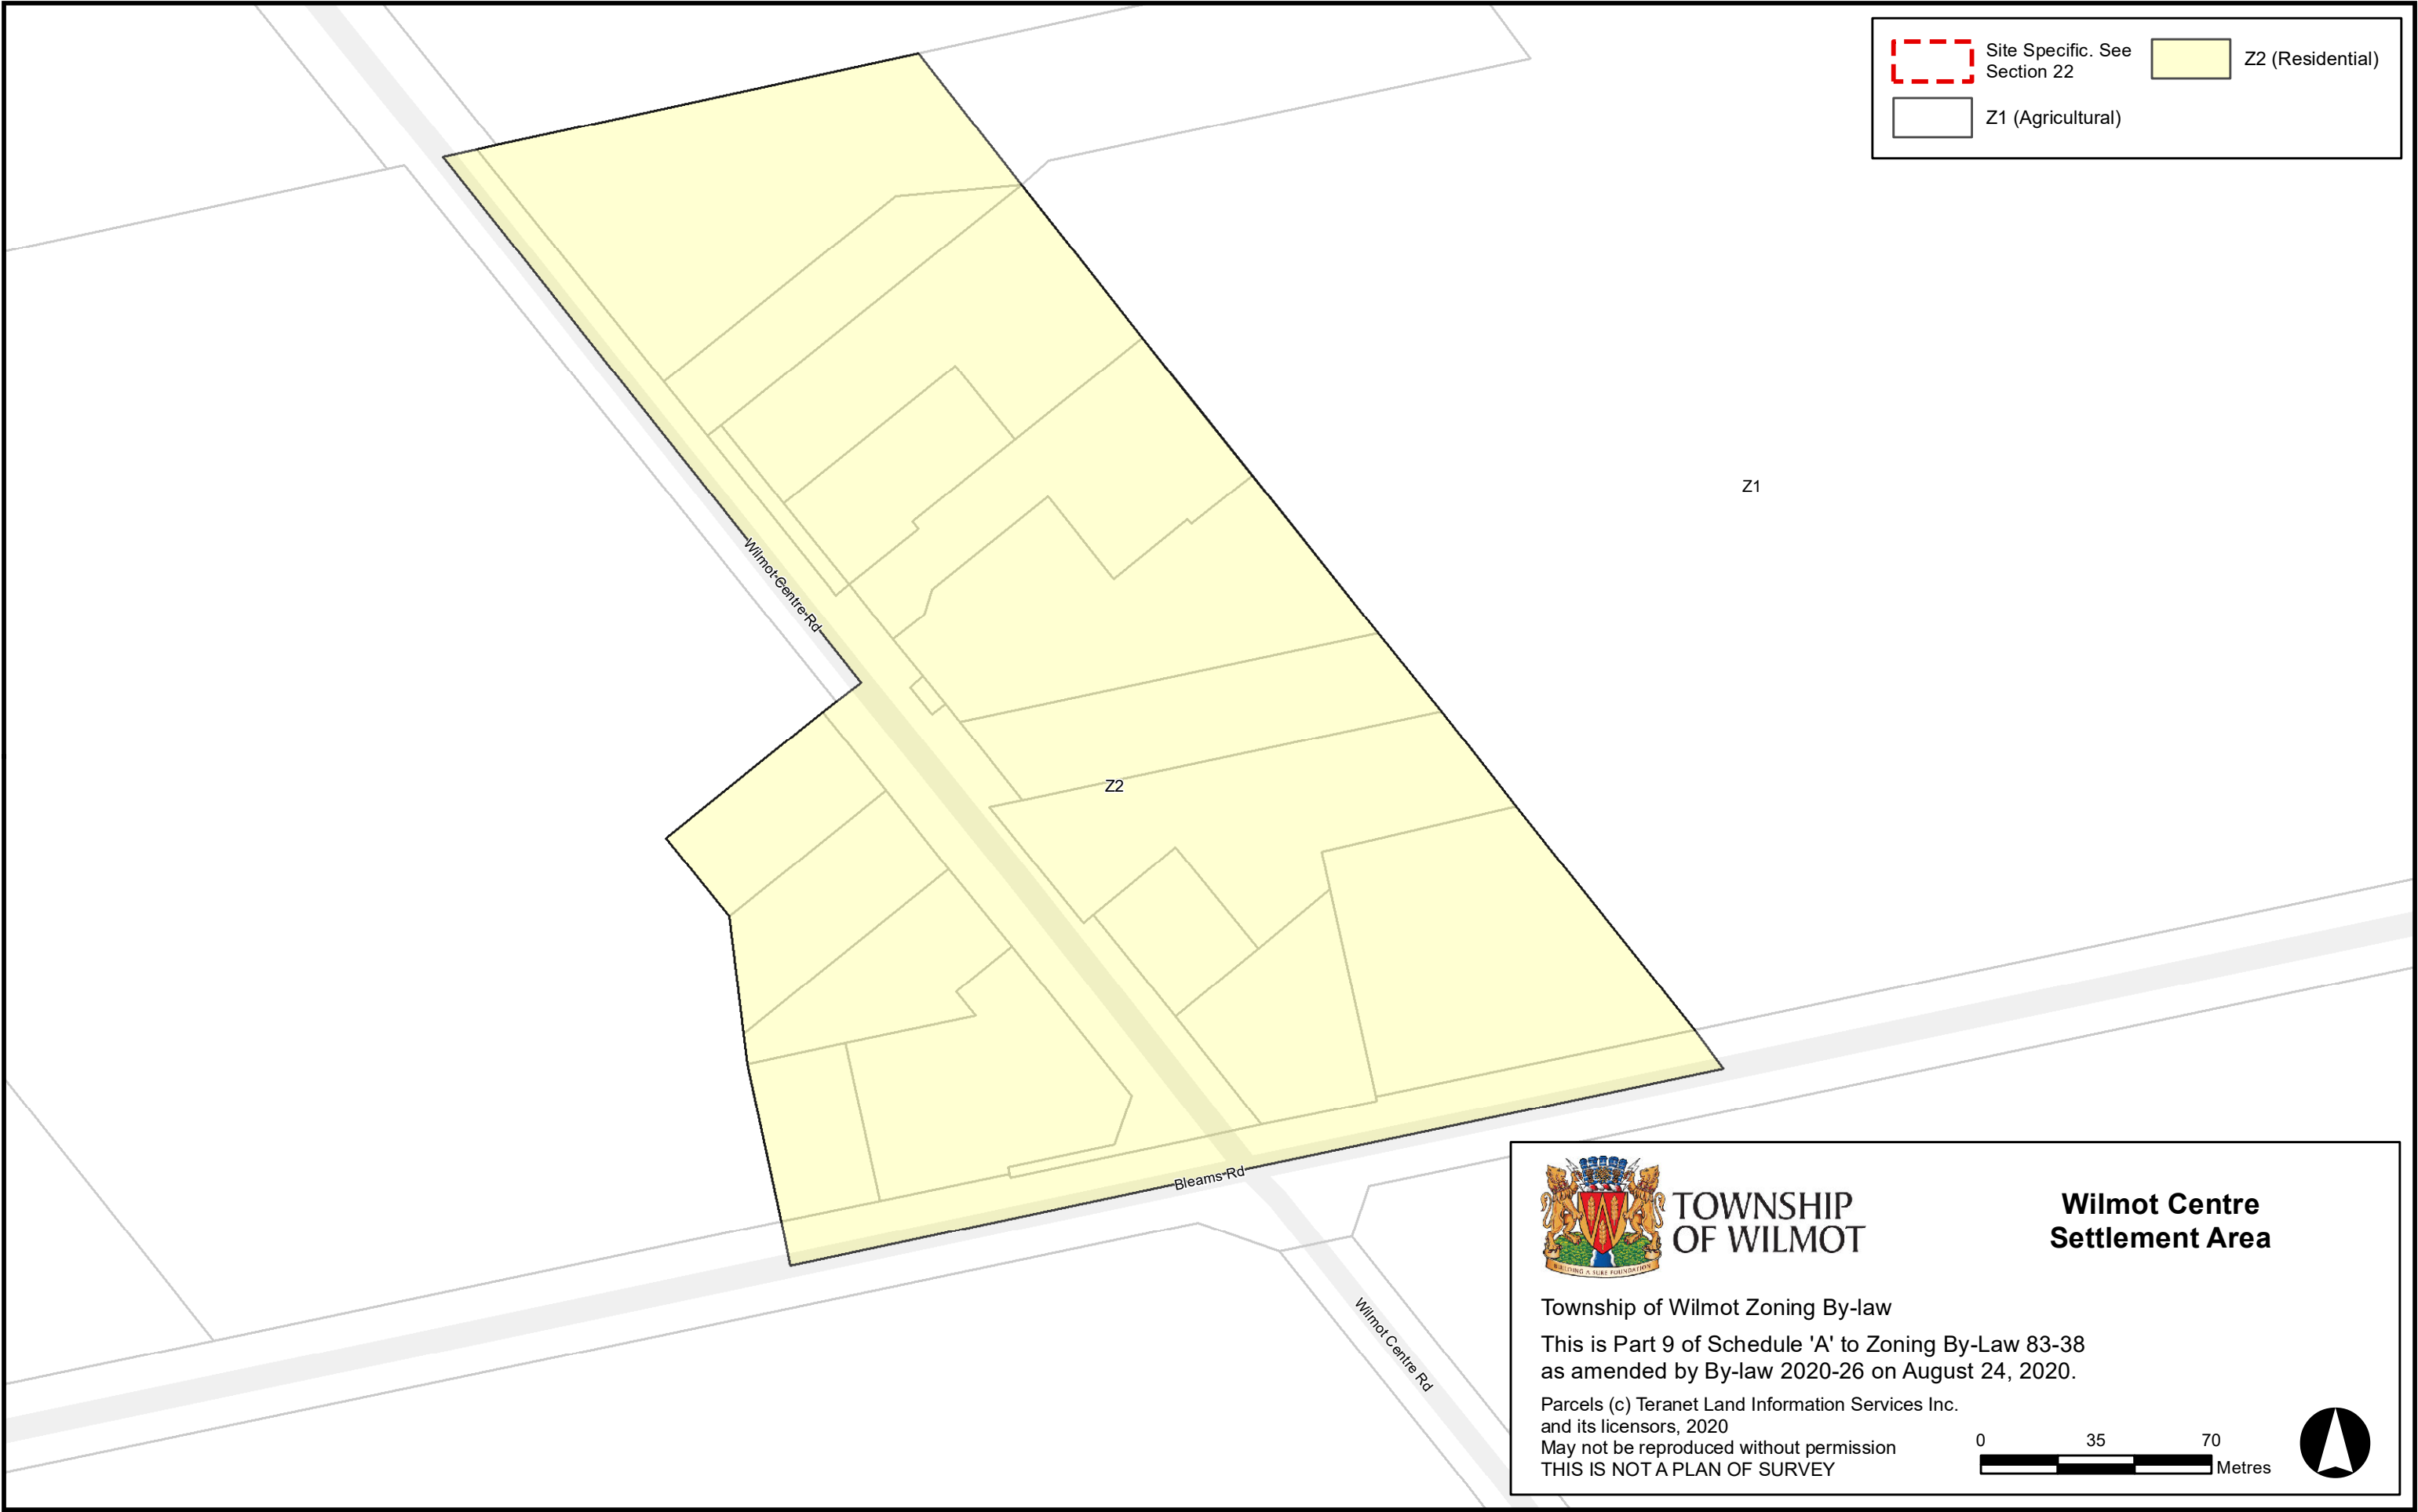 Site Specific. See
Section 22
Z2 (Residential)
Z1 (Agricultural)
Z1
Wilmot Centre Rd
Z2
Bleams Rd
Wilmot Centre Rd
BUILDING A SURE FOUNDATION
TOWNSHIP
OF WILMOT
Wilmot Centre
Settlement Area
Township of Wilmot Zoning By-law
This is Part 9 of Schedule 'A' to Zoning By-Law 83-38
as amended by By-law 2020-26 on August 24, 2020.
Parcels (c) Teranet Land Information Services Inc.
and its licensors, 2020
May not be reproduced without permission
THIS IS NOT A PLAN OF SURVEY
0 35 70
Metres